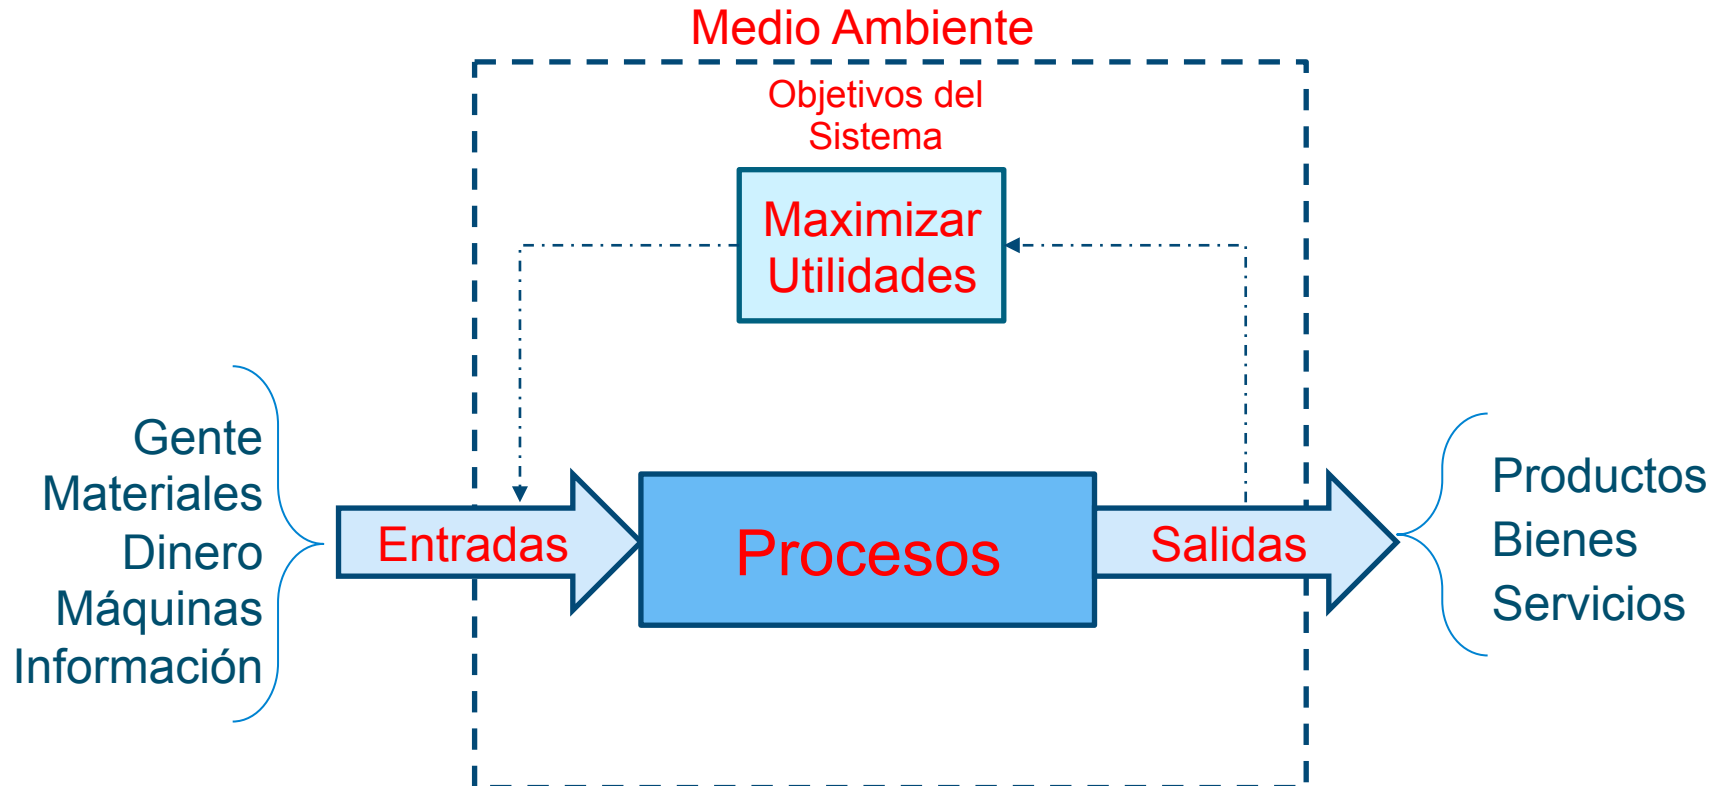 Medio Ambiente
Objetivos del
Sistema
Maximizar
Utilidades
Gente
Materiales
Dinero
Máquinas
Información
Entradas
Procesos
Salidas
Productos
Bienes
Servicios